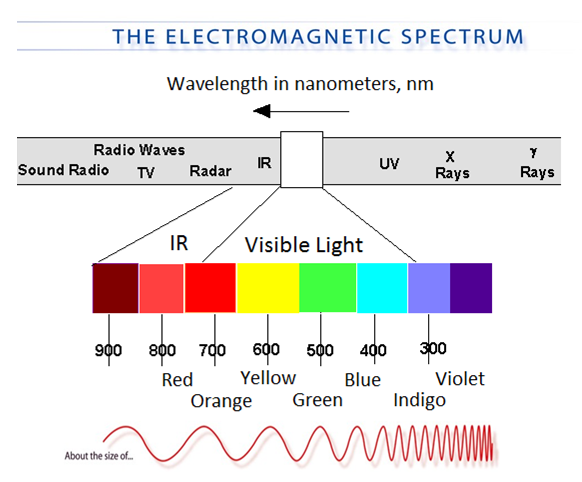 THE ELECTROMAGNETIC SPECTRUM
Wavelength in nanometers, nm
Radio Waves
Sound Radio TV Radar IR UV X Rays γ Rays
IR Visible Light
900 800 700 600 500 400 300
Red Yellow Blue Violet
Orange Green Indigo
About the size of...